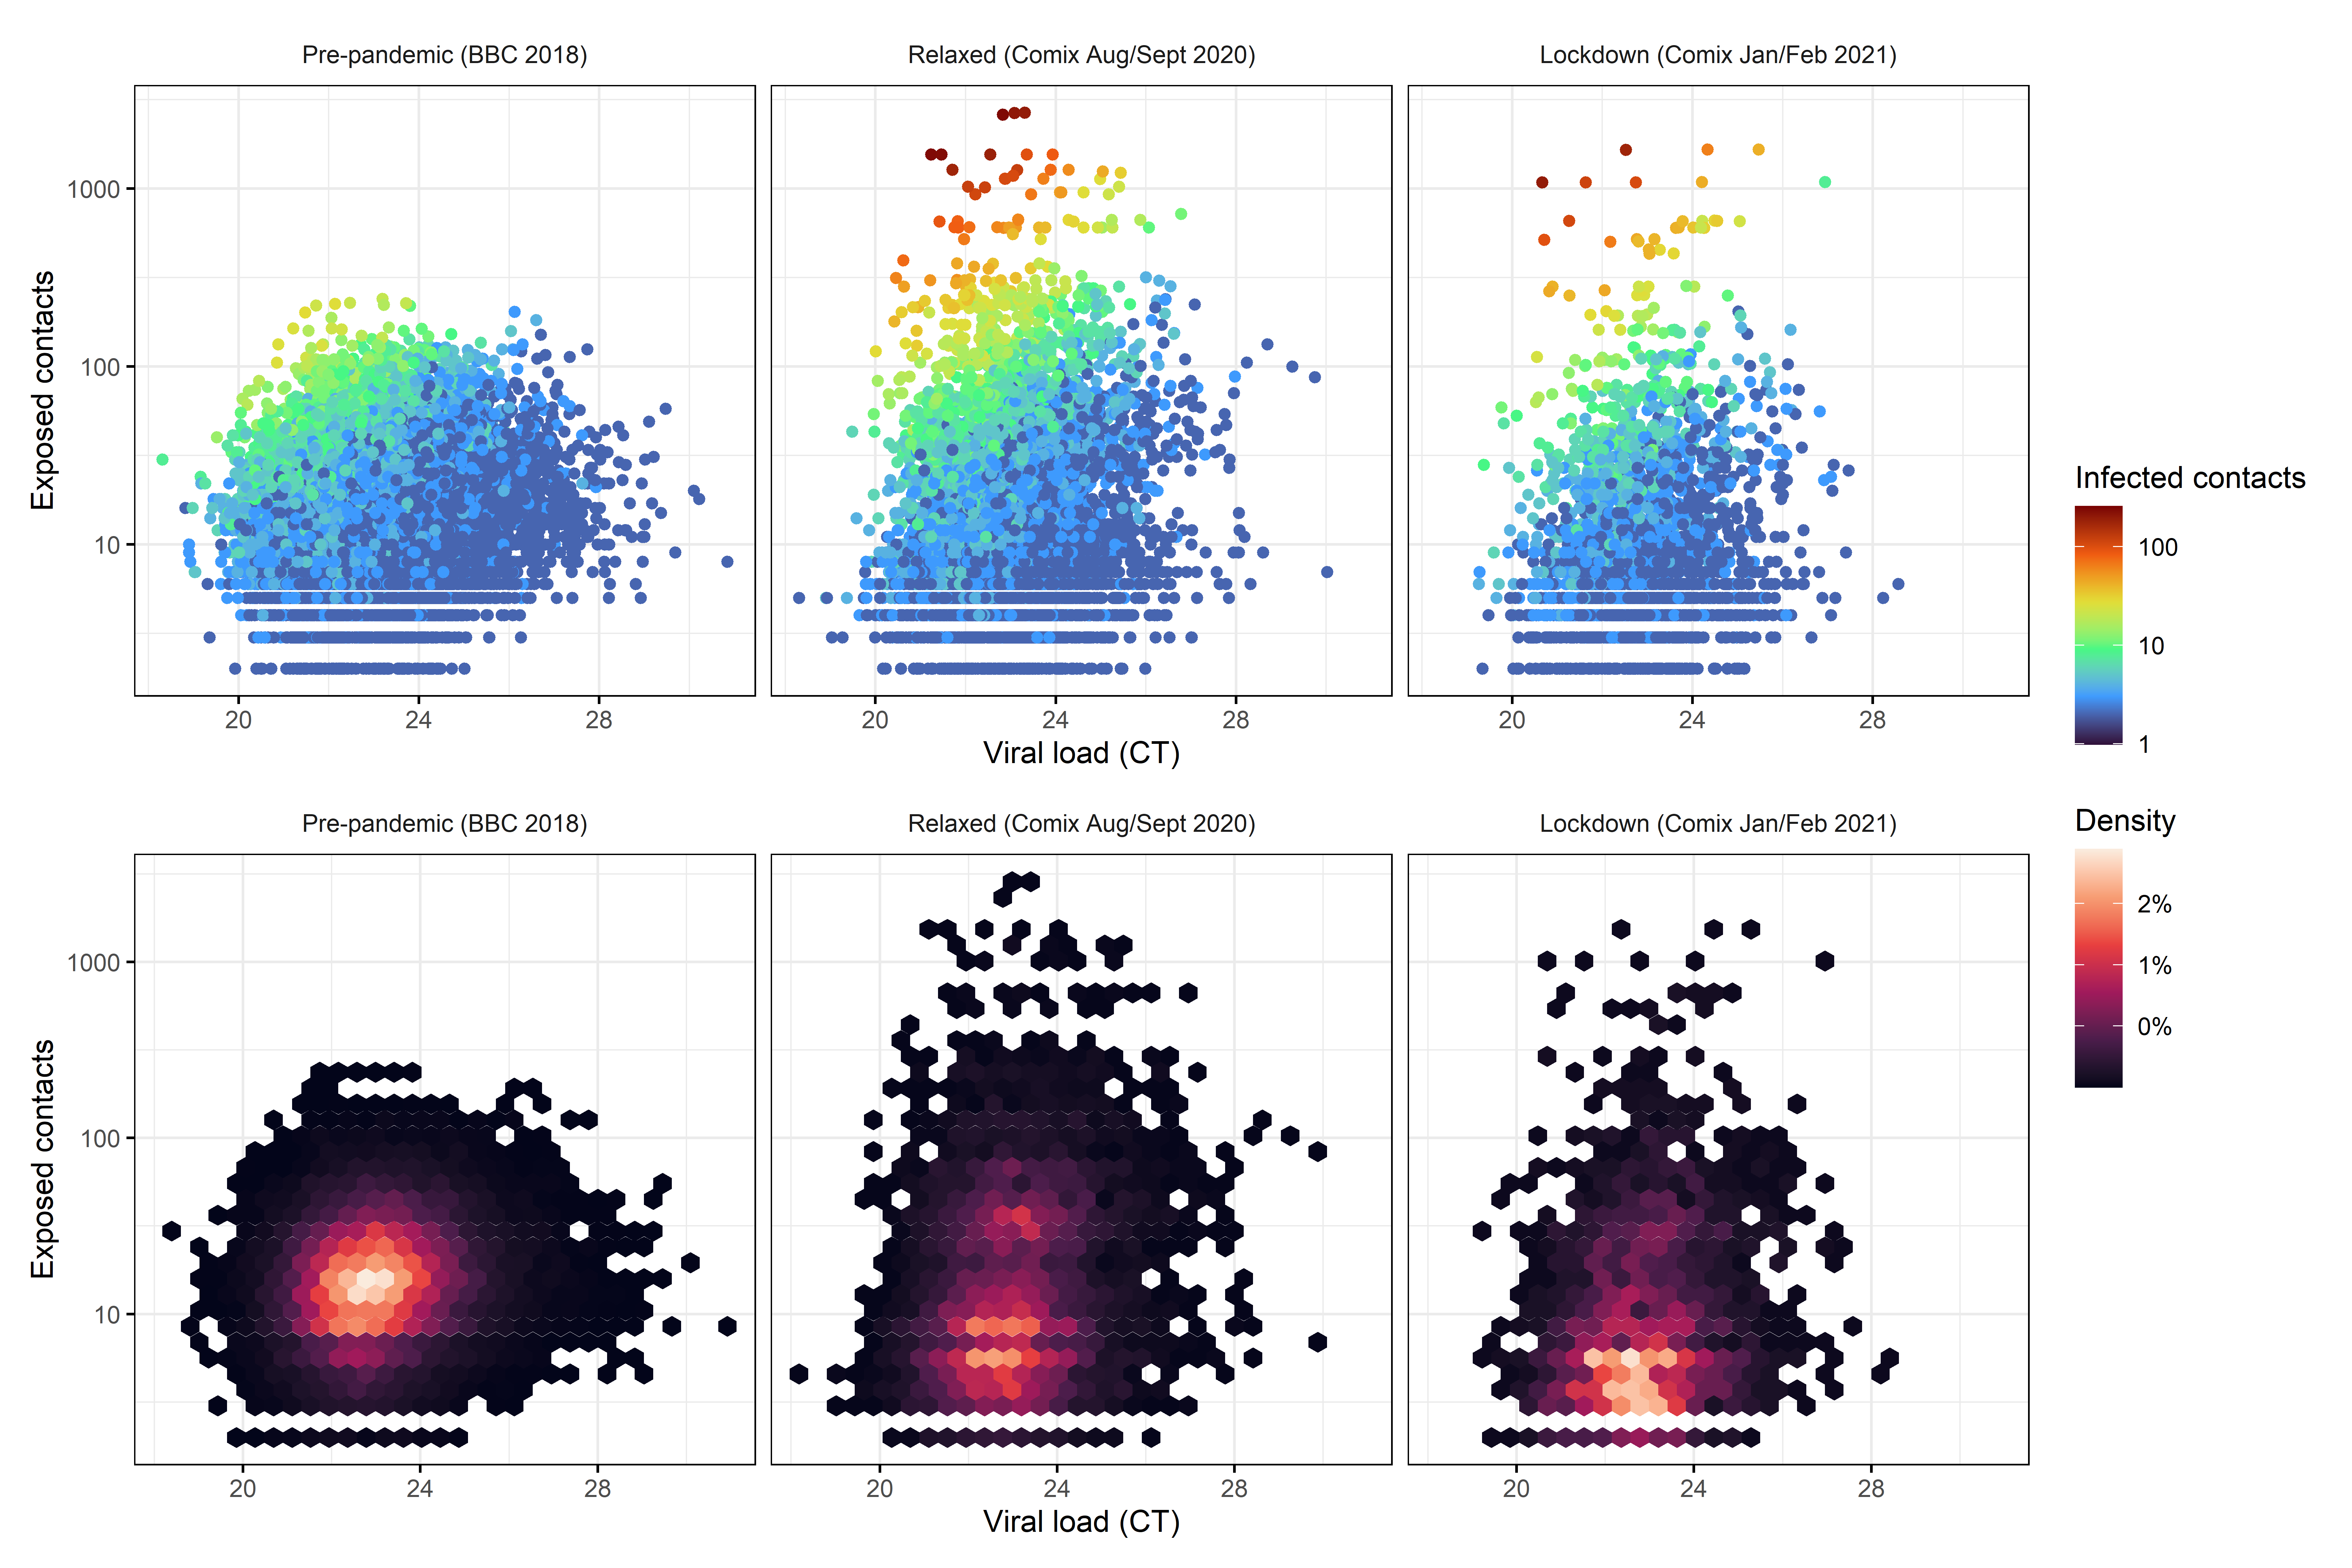 Pre-pandemic (BBC 2018)
Relaxed (Comix Aug/Sept 2020)
Lockdown (Comix Jan/Feb 2021)
Exposed contacts
1000
100
10
20
24
28
20
24
28
20
24
28
Viral load (CT)
Infected contacts
100
10
1
Pre-pandemic (BBC 2018)
Relaxed (Comix Aug/Sept 2020)
Lockdown (Comix Jan/Feb 2021)
Exposed contacts
1000
100
10
20
24
28
20
24
28
20
24
28
Viral load (CT)
Density
2%
1%
0%